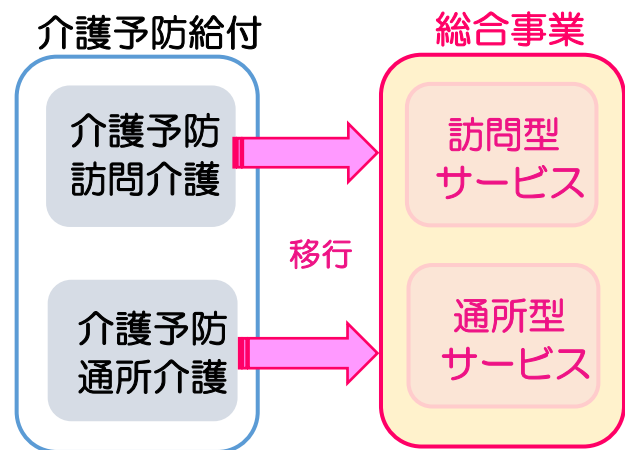 介護予防給付
介護予防
訪問介護
介護予防
通所介護
移行
総合事業
訪問型
サービス
通所型
サービス